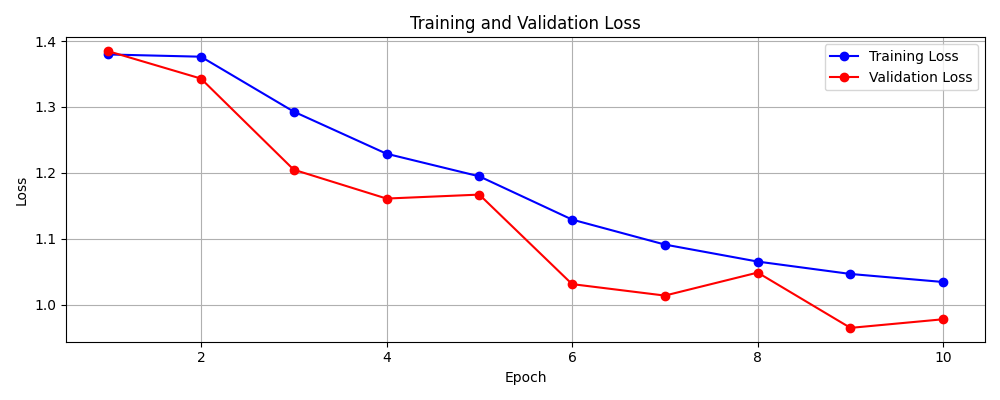 Training and Validation Loss
1.4
1.3
1.2
1.1
1.0
Loss
Training Loss
Validation Loss
2 4 6 8 10
Epoch